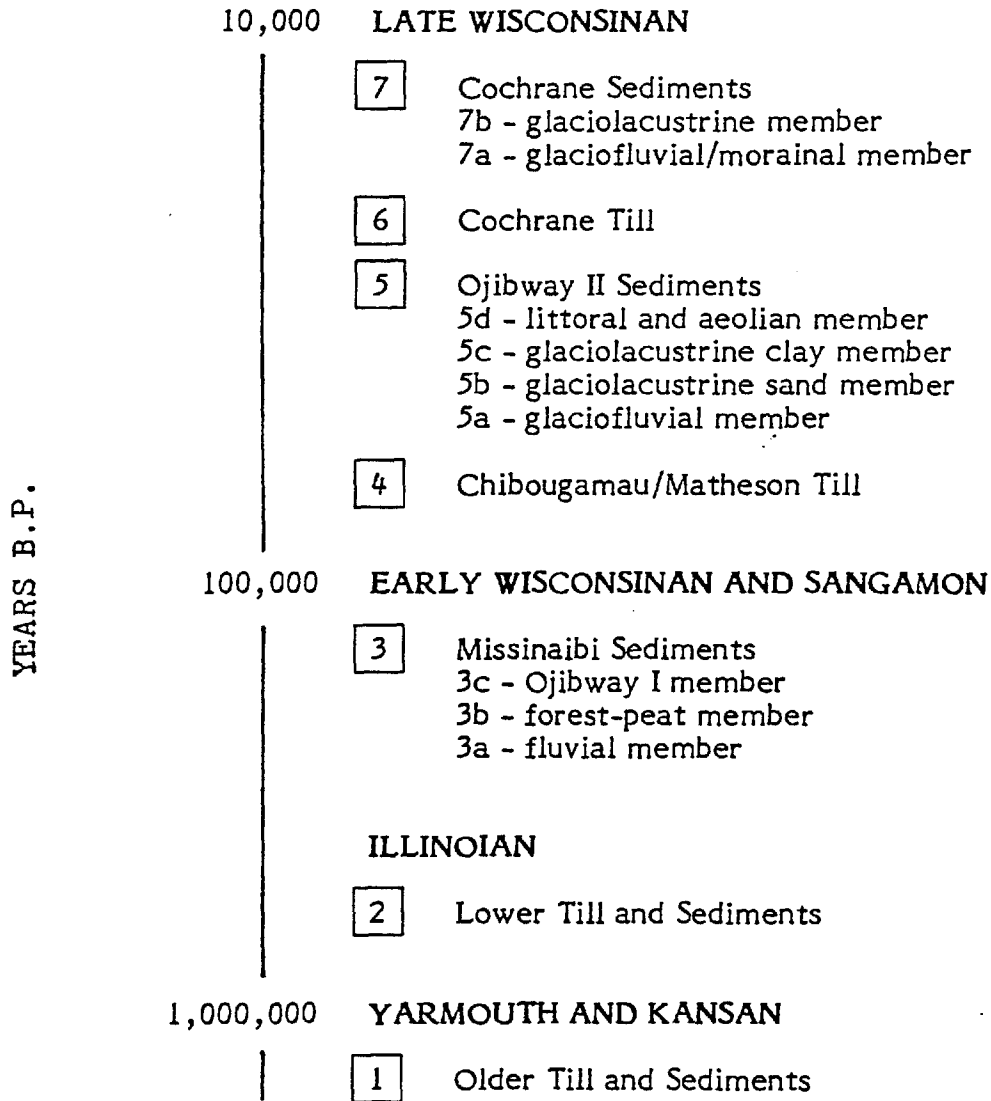 10,000 LATE WISCONSINAN
7 Cochrane Sediments
7b - glaciolacustrine member
7a - glaciofluvial/morainal member
6 Cochrane Till
5 Ojibway II Sediments
5d - littoral and aeolian member
5c - glaciolacustrine clay member
5b - glaciolacustrine sand member
5a - glaciofluvial member
4 Chibougamau/Matheson Till
YEARS B.P.
100,000 EARLY WISCONSINAN AND SANGAMON
3 Missinaibi Sediments
3c - Ojibway I member
3b - forest-peat member
3a - fluvial member
ILLINOIAN
2 Lower Till and Sediments
1,000,000 YARMOUTH AND KANSAN
1 Older Till and Sediments